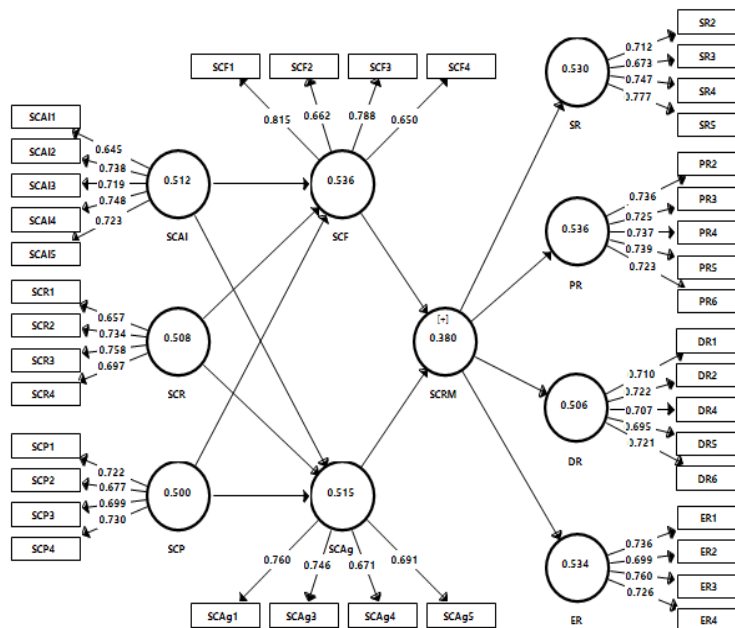 SCF1
SCF2
SCF3
SCF4
0.815
0.662
0.788
0.650
0.536
SCF
SCAI1
SCAI2
SCAI3
SCAI4
SCAI5
0.645
0.738
0.719
0.748
0.723
0.512
SCAI
SCR1
SCR2
SCR3
SCR4
0.657
0.734
0.758
0.697
0.508
SCR
SCP1
SCP2
SCP3
SCP4
0.722
0.677
0.699
0.730
0.500
SCP
0.515
SCAg
0.760
0.746
0.671
0.691
SCAg1
SCAg3
SCAg4
SCAg5
[+]
0.380
SCRM
0.530
SR
0.712
0.673
0.747
0.777
SR2
SR3
SR4
SR5
0.536
PR
0.736
0.725
0.737
0.739
0.723
PR2
PR3
PR4
PR5
PR6
0.506
DR
0.710
0.722
0.707
0.695
0.721
DR1
DR2
DR4
DR5
DR6
0.534
ER
0.736
0.699
0.760
0.726
ER1
ER2
ER3
ER4